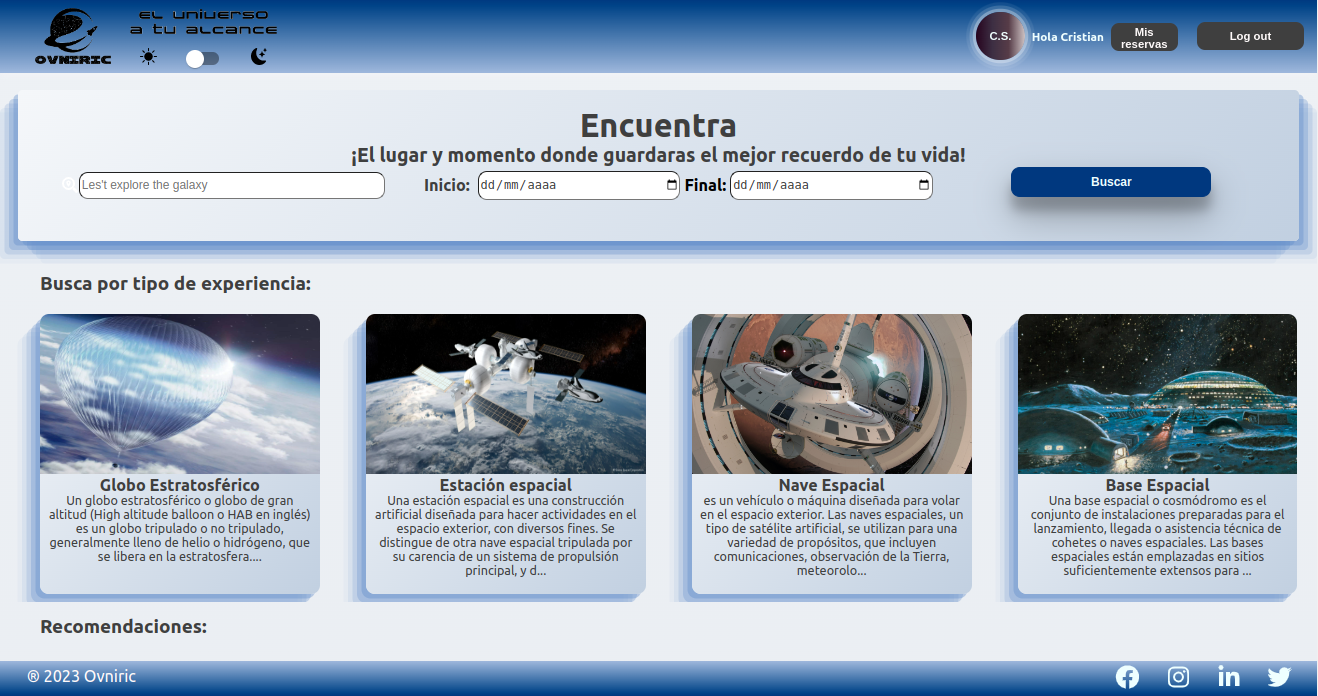 EL UNIVERSO
A TU ALCANCE
OVNIRIC
C.S.
Hola Cristian
Mis
reservas
Log out
Encuentra
¡El lugar y momento donde guardaras el mejor recuerdo de tu vida!
Les't explore the galaxy
Inicio:
dd/mm/aaaa
Final:
dd/mm/aaaa
Buscar
Busca por tipo de experiencia:
Globo Estratosférico
Un globo estratosférico o globo de gran
altitud (High altitude balloon o HAB en inglés)
es un globo tripulado o no tripulado,
generalmente lleno de helio o hidrógeno, que
se libera en la estratosfera....
Estación espacial
Una estación espacial es una construcción
artificial diseñada para hacer actividades en el
espacio exterior, con diversos fines. Se
distingue de otra nave espacial tripulada por
su carencia de un sistema de propulsión
principal, y d...
Nave Espacial
es un vehículo o máquina diseñada para volar
en el espacio exterior. Las naves espaciales, un
tipo de satélite artificial, se utilizan para una
variedad de propósitos, que incluyen
comunicaciones, observación de la Tierra,
meteorolo...
Base Espacial
Una base espacial o cosmódromo es el
conjunto de instalaciones preparadas para el
lanzamiento, llegada o asistencia técnica de
cohetes o naves espaciales. Las bases
espaciales están emplazadas en sitios
suficientemente extensos para ...
Recomendaciones:
® 2023 Ovniric